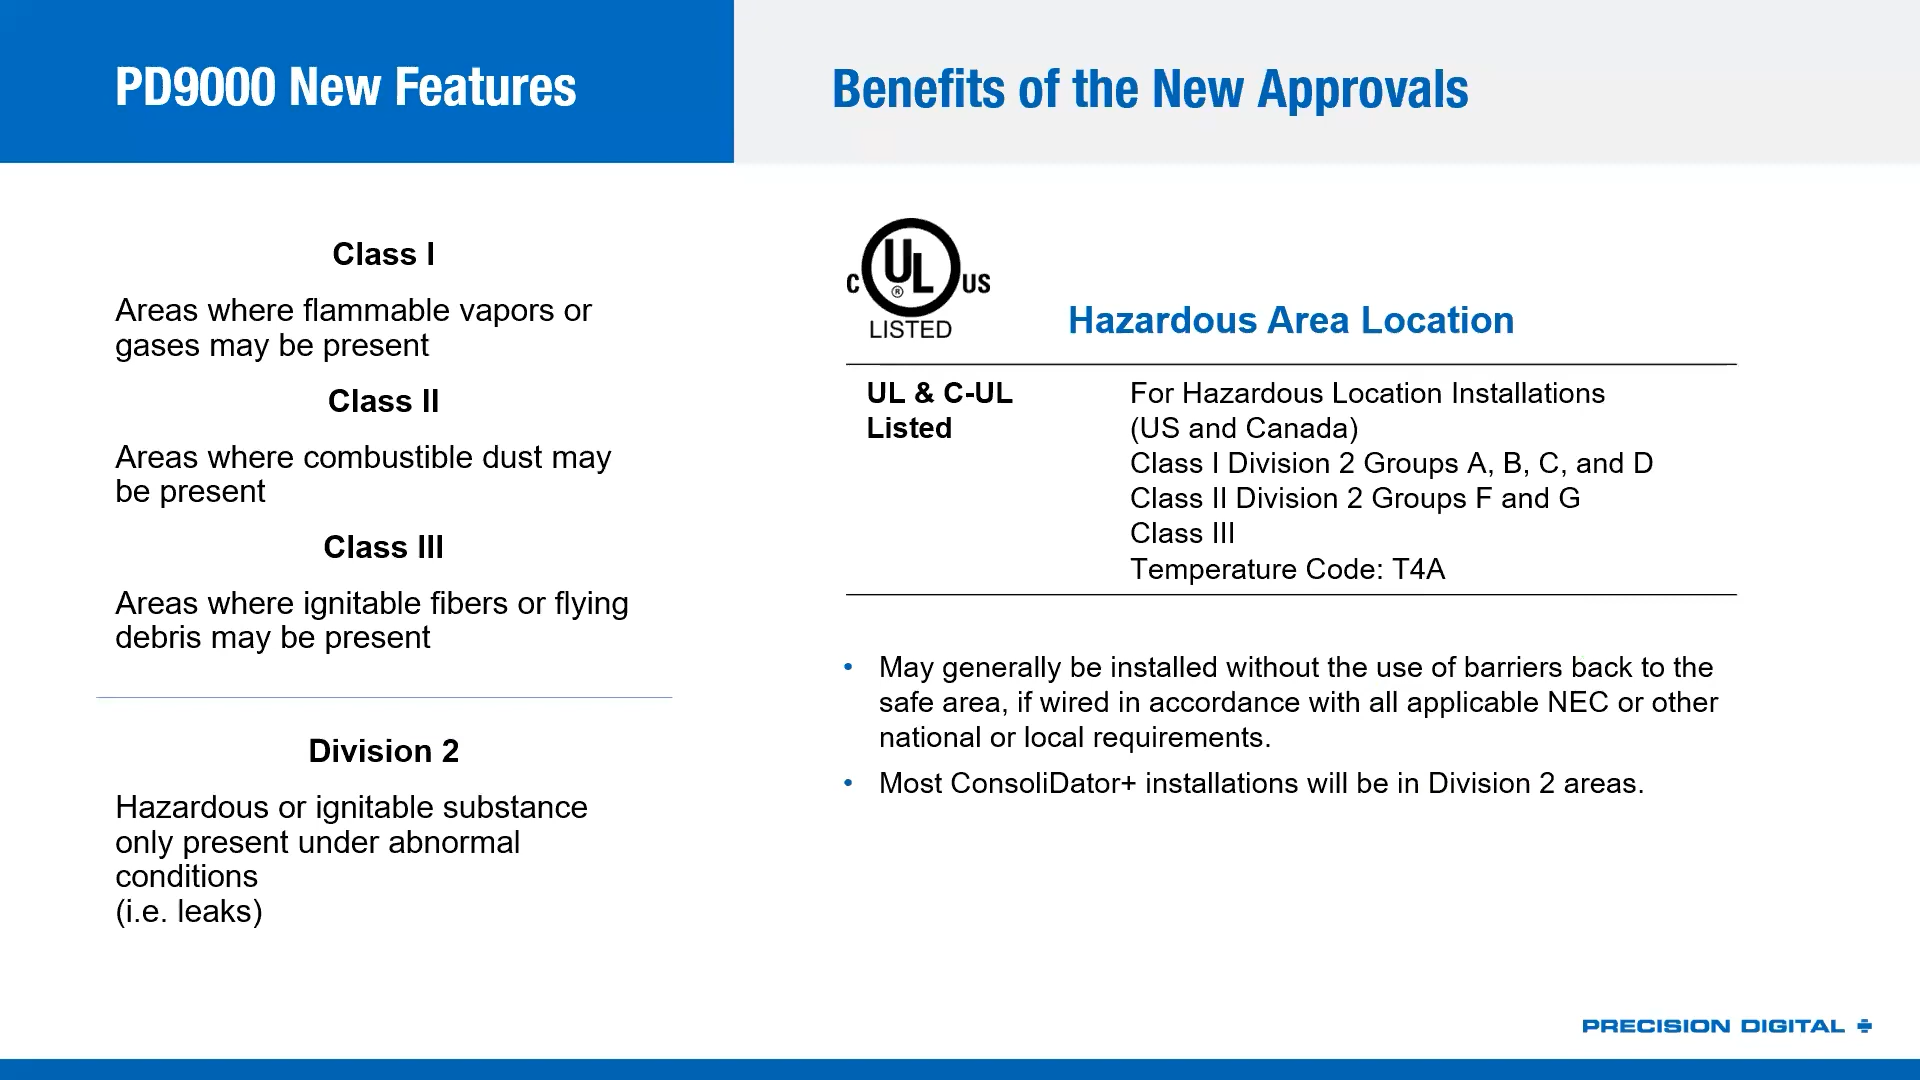 PD9000 New Features
Benefits of the New Approvals
Class I
Areas where flammable vapors or
gases may be present
Class II
Areas where combustible dust may
be present
Class III
Areas where ignitable fibers or flying
debris may be present
Division 2
Hazardous or ignitable substance
only present under abnormal
conditions
(i.e. leaks)
C UL ® US
LISTED
Hazardous Area Location
UL & C-UL
Listed
For Hazardous Location Installations
(US and Canada)
Class I Division 2 Groups A, B, C, and D
Class II Division 2 Groups F and G
Class III
Temperature Code: T4A
• May generally be installed without the use of barriers back to the
safe area, if wired in accordance with all applicable NEC or other
national or local requirements.
• Most ConsoliDator+ installations will be in Division 2 areas.
PRECISION DIGITAL